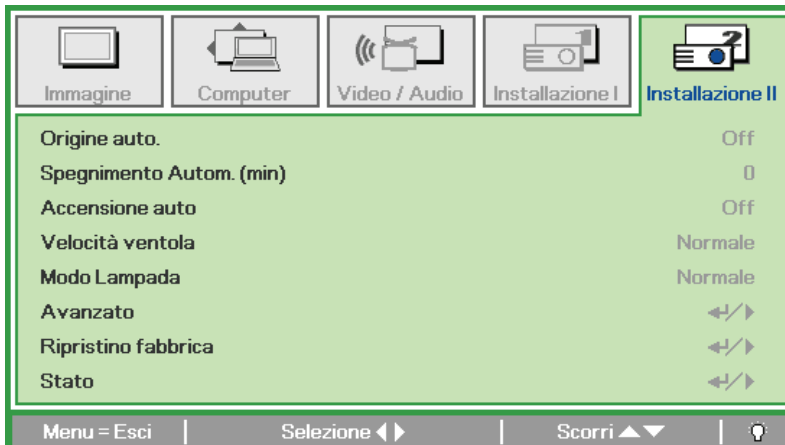 Immagine
Computer
Video / Audio
Installazione I
Installazione II
Origine auto. Off
Spegnimento Autom. (min) 0
Accensione auto Off
Velocità ventola Normale
Modo Lampada Normale
Avanzato
Ripristino fabbrica
Stato
Menu = Esci Selezione Scorri